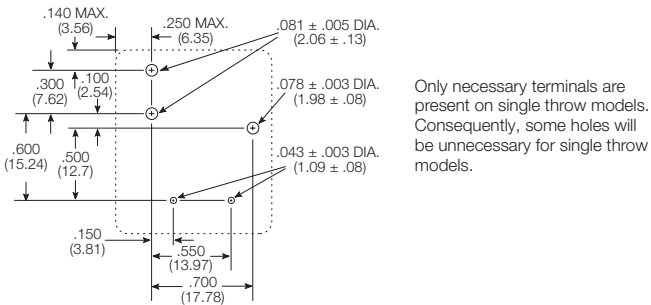 .140 MAX.
(3.56)
.250 MAX.
(6.35)
.081 ± .005 DIA.
(2.06 ± .13)
.300
(7.62)
.100
(2.54)
.078 ± .003 DIA.
(1.98 ± .08)
.600
(15.24)
.500
(12.7)
.043 ± .003 DIA.
(1.09 ± .08)
.150
(3.81)
.550
(13.97)
.700
(17.78)
Only necessary terminals are
present on single throw models.
Consequently, some holes will
be unnecessary for single throw
models.